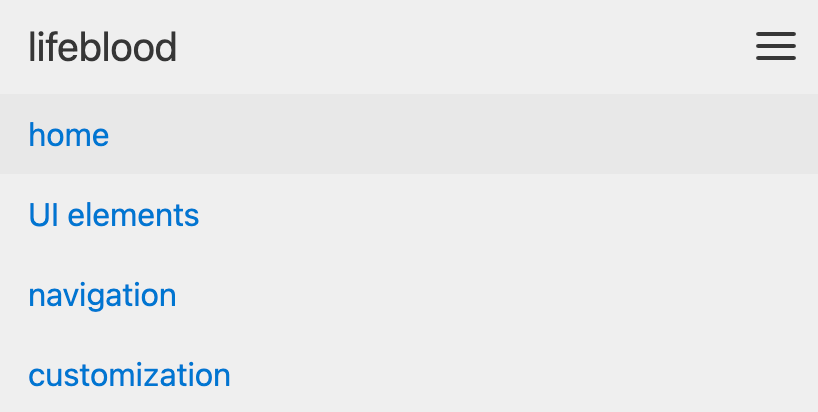 lifeblood
home
UI elements
navigation
customization